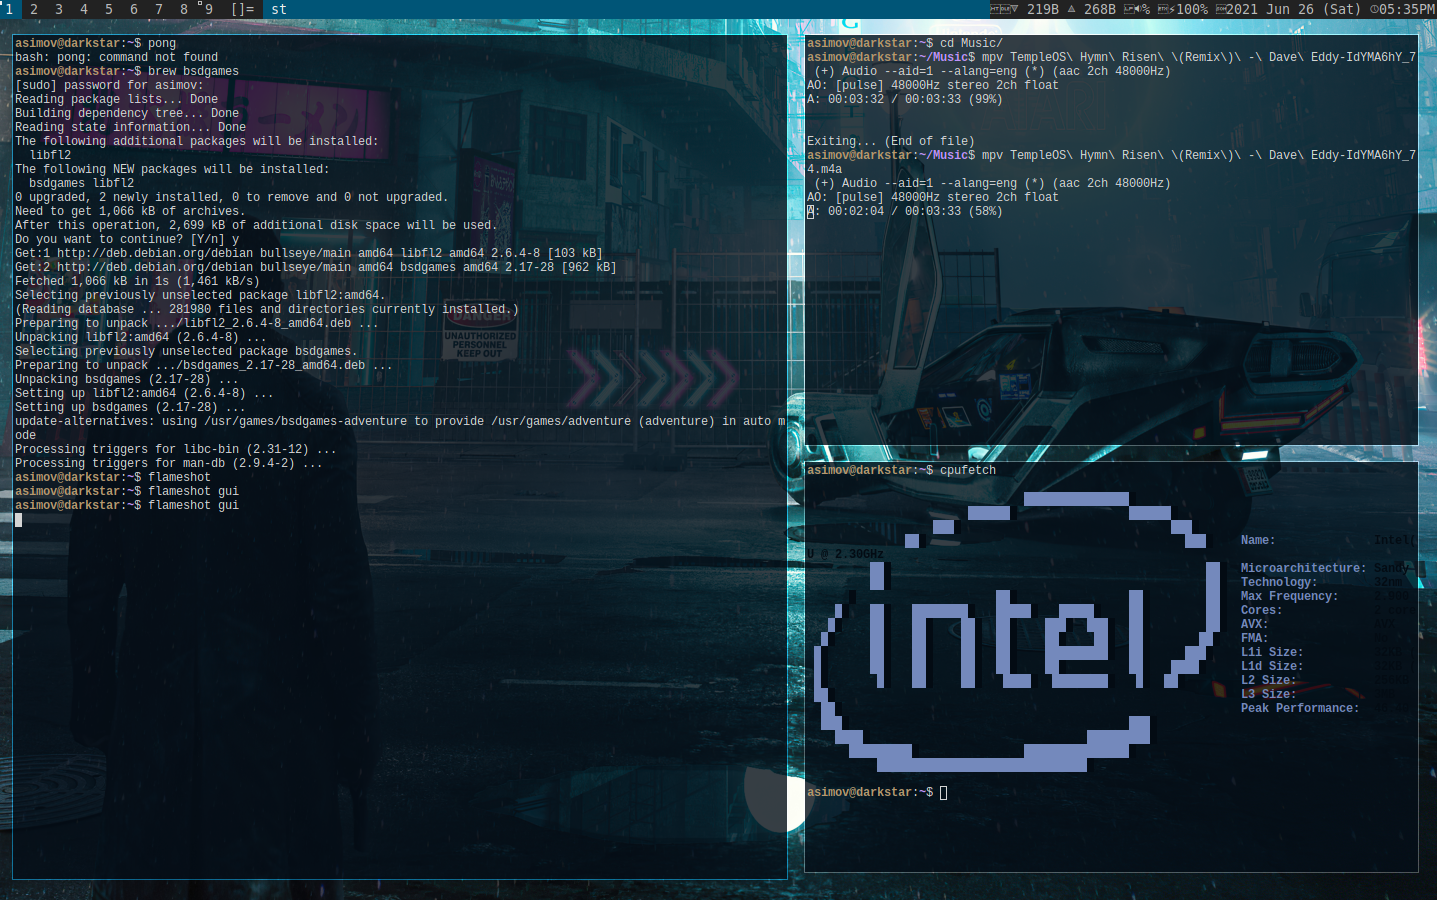 1 2 3 4 5 6 7 8 9 []= st
219B 268B % 100% 2021 Jun 26 (Sat) 05:35PM
asimov@darkstar:~$ pong
bash: pong: command not found
asimov@darkstar:~$ brew bsdgames
[sudo] password for asimov:
Reading package lists... Done
Building dependency tree... Done
Reading state information... Done
The following additional packages will be installed:
  libfl2
The following NEW packages will be installed:
  bsdgames libfl2
0 upgraded, 2 newly installed, 0 to remove and 0 not upgraded.
Need to get 1,066 kB of archives.
After this operation, 2,699 kB of additional disk space will be used.
Do you want to continue? [Y/n] y
Get:1 http://deb.debian.org/debian bullseye/main amd64 libfl2 amd64 2.6.4-8 [103 kB]
Get:2 http://deb.debian.org/debian bullseye/main amd64 bsdgames amd64 2.17-28 [962 kB]
Fetched 1,066 kB in 1s (1,461 kB/s)
Selecting previously unselected package libfl2:amd64.
(Reading database ... 281980 files and directories currently installed.)
Preparing to unpack .../libfl2_2.6.4-8_amd64.deb ...
Unpacking libfl2:amd64 (2.6.4-8) ...
Selecting previously unselected package bsdgames.
Preparing to unpack .../bsdgames_2.17-28_amd64.deb ...
Unpacking bsdgames (2.17-28) ...
Setting up libfl2:amd64 (2.6.4-8) ...
Setting up bsdgames (2.17-28) ...
update-alternatives: using /usr/games/bsdgames-adventure to provide /usr/games/adventure (adventure) in auto m
ode
Processing triggers for libc-bin (2.31-12) ...
Processing triggers for man-db (2.9.4-2) ...
asimov@darkstar:~$ flameshot
asimov@darkstar:~$ flameshot gui
asimov@darkstar:~$ flameshot gui
DANGER
UNAUTHORIZED
PERSONNEL
KEEP OUT
asimov@darkstar:~$ cd Music/
asimov@darkstar:~/Music$ mpv TempleOS\ Hymn\ Risen\ \(Remix\)\ -\ Dave\ Eddy-IdYMA6hY_7
 (+) Audio --aid=1 --alang=eng (*) (aac 2ch 48000Hz)
AO: [pulse] 48000Hz stereo 2ch float
A: 00:03:32 / 00:03:33 (99%)
Exiting... (End of file)
asimov@darkstar:~/Music$ mpv TempleOS\ Hymn\ Risen\ \(Remix\)\ -\ Dave\ Eddy-IdYMA6hY_7
4.m4a
 (+) Audio --aid=1 --alang=eng (*) (aac 2ch 48000Hz)
AO: [pulse] 48000Hz stereo 2ch float
A: 00:02:04 / 00:03:33 (58%)
asimov@darkstar:~$ cpufetch
intel
Name: Intel(
U @ 2.30GHz
Microarchitecture: Sandy
Technology: 32nm
Max Frequency:
Cores:
AVX:
FMA:
L1i Size:
L1d Size:
L2 Size:
L3 Size:
Peak Performance:
asimov@darkstar:~$